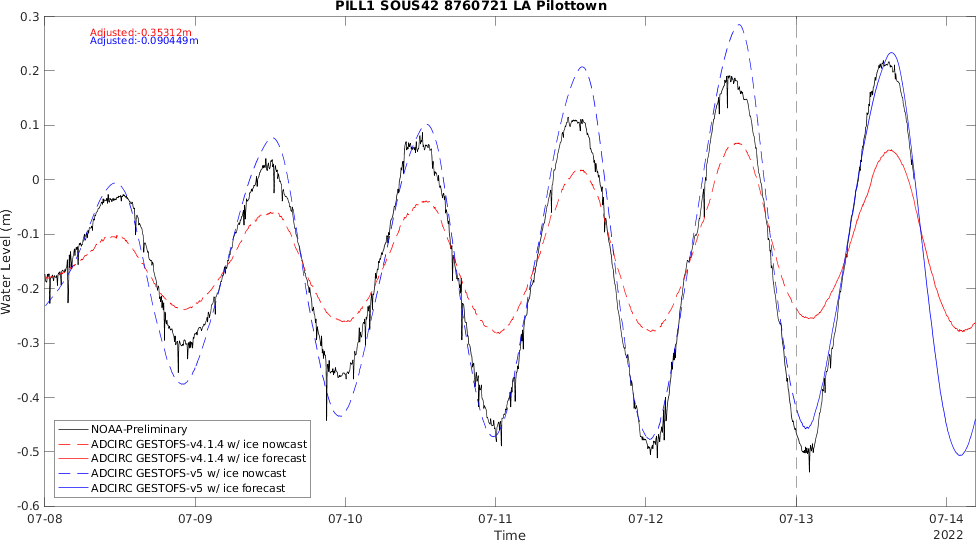 PILL1 SOUS42 8760721 LA Pilottown
Adjusted:-0.35312m
Adjusted:-0.090449m
0.3
0.2
0.1
0
-0.1
-0.2
-0.3
-0.4
-0.5
-0.6
Water Level (m)
NOAA-Preliminary
ADCIRC GESTOFS-v4.1.4 w/ ice nowcast
ADCIRC GESTOFS-v4.1.4 w/ ice forecast
ADCIRC GESTOFS-v5 w/ ice nowcast
ADCIRC GESTOFS-v5 w/ ice forecast
07-08 07-09 07-10 07-11 07-12 07-13 07-14
Time
2022